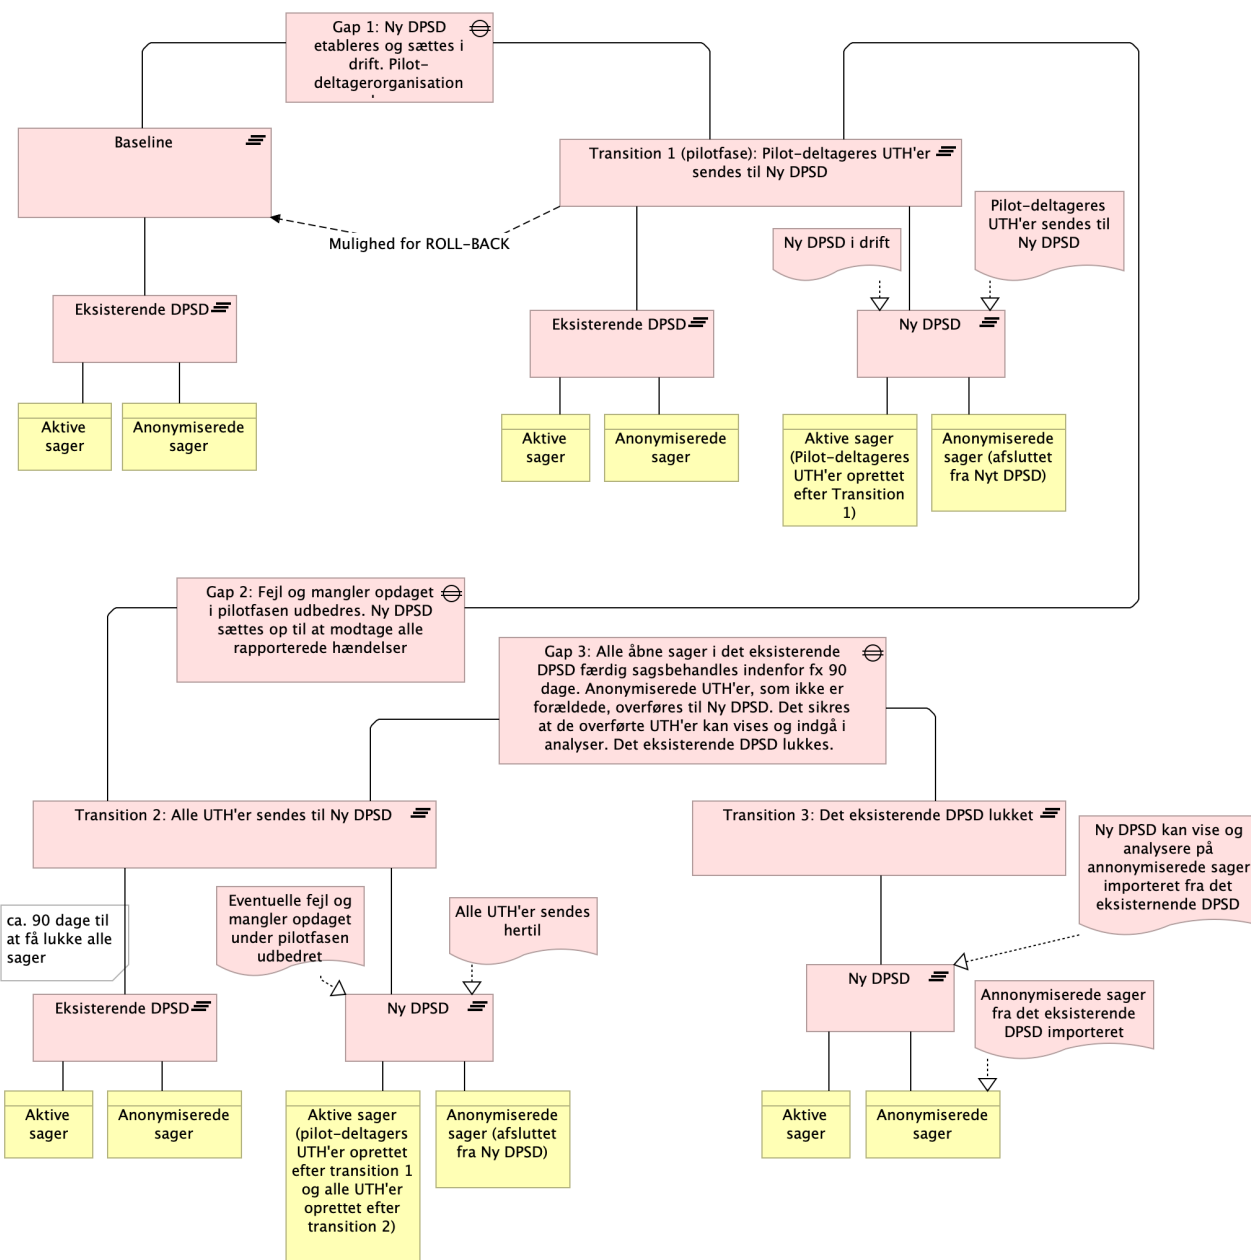 Gap 1: Ny DPSD
etableres og sættes i
drift. Pilot-
deltagerorganisation
Baseline
Transition 1 (pilotfase): Pilot-deltageres UTH'er
sendes til Ny DPSD
Pilot-deltageres
UTH'er sendes til
Ny DPSD
Ny DPSD i drift
Mulighed for ROLL-BACK
Eksisterende DPSD
Eksisterende DPSD
Ny DPSD
Aktive
sager
Anonymiserede
sager
Aktive
sager
Anonymiserede
sager
Aktive sager
(Pilot-deltageres
UTH'er oprettet
efter Transition
1)
Anonymiserede
sager (afsluttet
fra Nyt DPSD)
Gap 2: Fejl og mangler opdaget
i pilotfasen udbedres. Ny DPSD
sættes op til at modtage alle
rapporterede hændelser
Gap 3: Alle åbne sager i det eksisterende
DPSD færdig sagsbehandles indenfor fx 90
dage. Anonymiserede UTH'er, som ikke er
forældede, overføres til Ny DPSD. Det sikres
at de overførte UTH'er kan vises og indgå i
analyser. Det eksisterende DPSD lukkes.
Transition 2: Alle UTH'er sendes til Ny DPSD
Transition 3: Det eksisterende DPSD lukket
Ny DPSD kan vise og
analysere på
annonymiserede sager
importeret fra det
eksisternende DPSD
ca. 90 dage til
at få lukke alle
sager
Eventuelle fejl og
mangler opdaget
under pilotfasen
udbedret
Alle UTH'er sendes
hertil
Eksisterende DPSD
Ny DPSD
Ny DPSD
Annonymiserede sager
fra det eksisterende
DPSD importeret
Aktive
sager
Anonymiserede
sager
Aktive sager
(pilot-deltagers
UTH'er oprettet
efter transition 1
og alle UTH'er
oprettet efter
transition 2)
Anonymiserede
sager (afsluttet
fra Ny DPSD)
Aktive
sager
Anonymiserede
sager